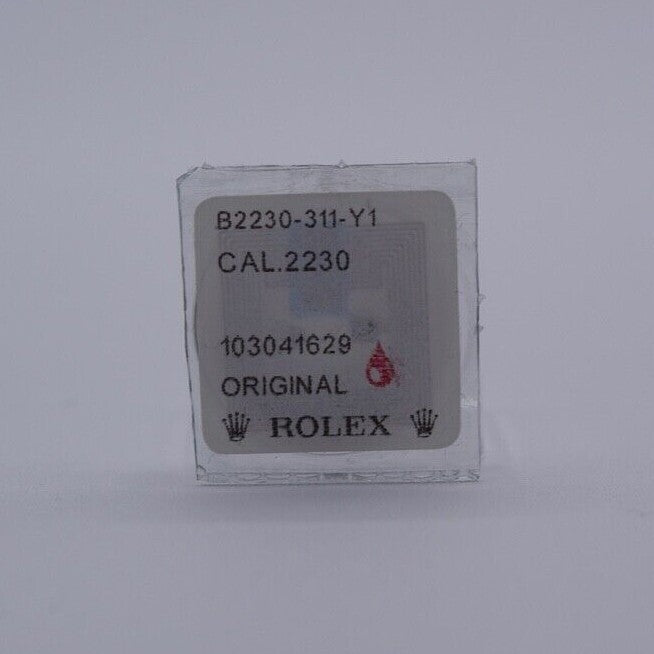 B2230-311-Y1
CAL.2230
103041629
ORIGINAL
ROLEX